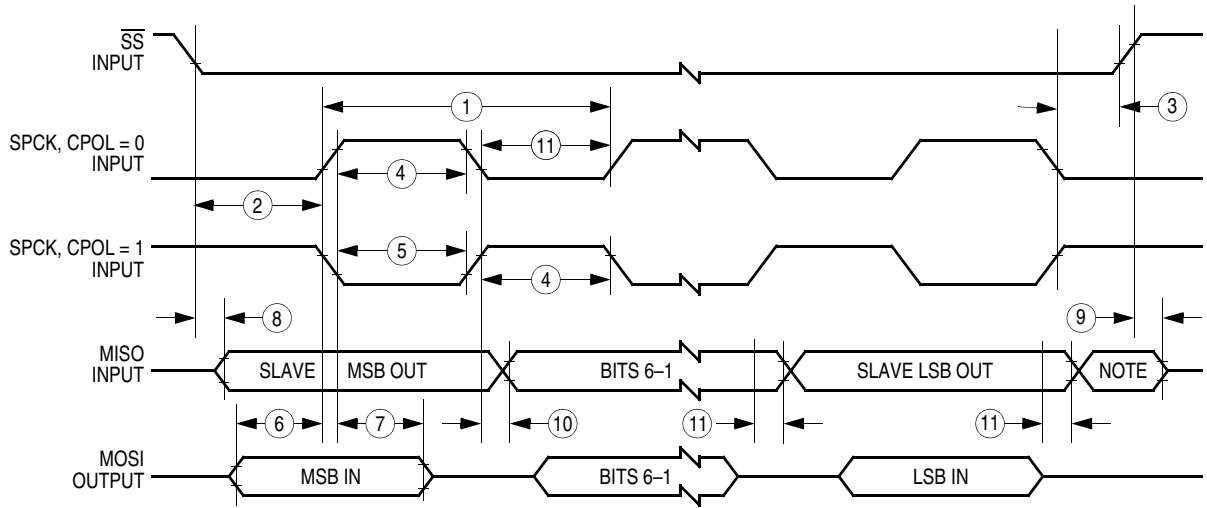 SS
INPUT
1
3
SPCK, CPOL = 0
INPUT
11
4
2
SPCK, CPOL = 1
INPUT
5
4
8
9
MISO
INPUT
SLAVE MSB OUT
BITS 6–1
SLAVE LSB OUT
NOTE
6
7
10
11
11
MOSI
OUTPUT
MSB IN
BITS 6–1
LSB IN